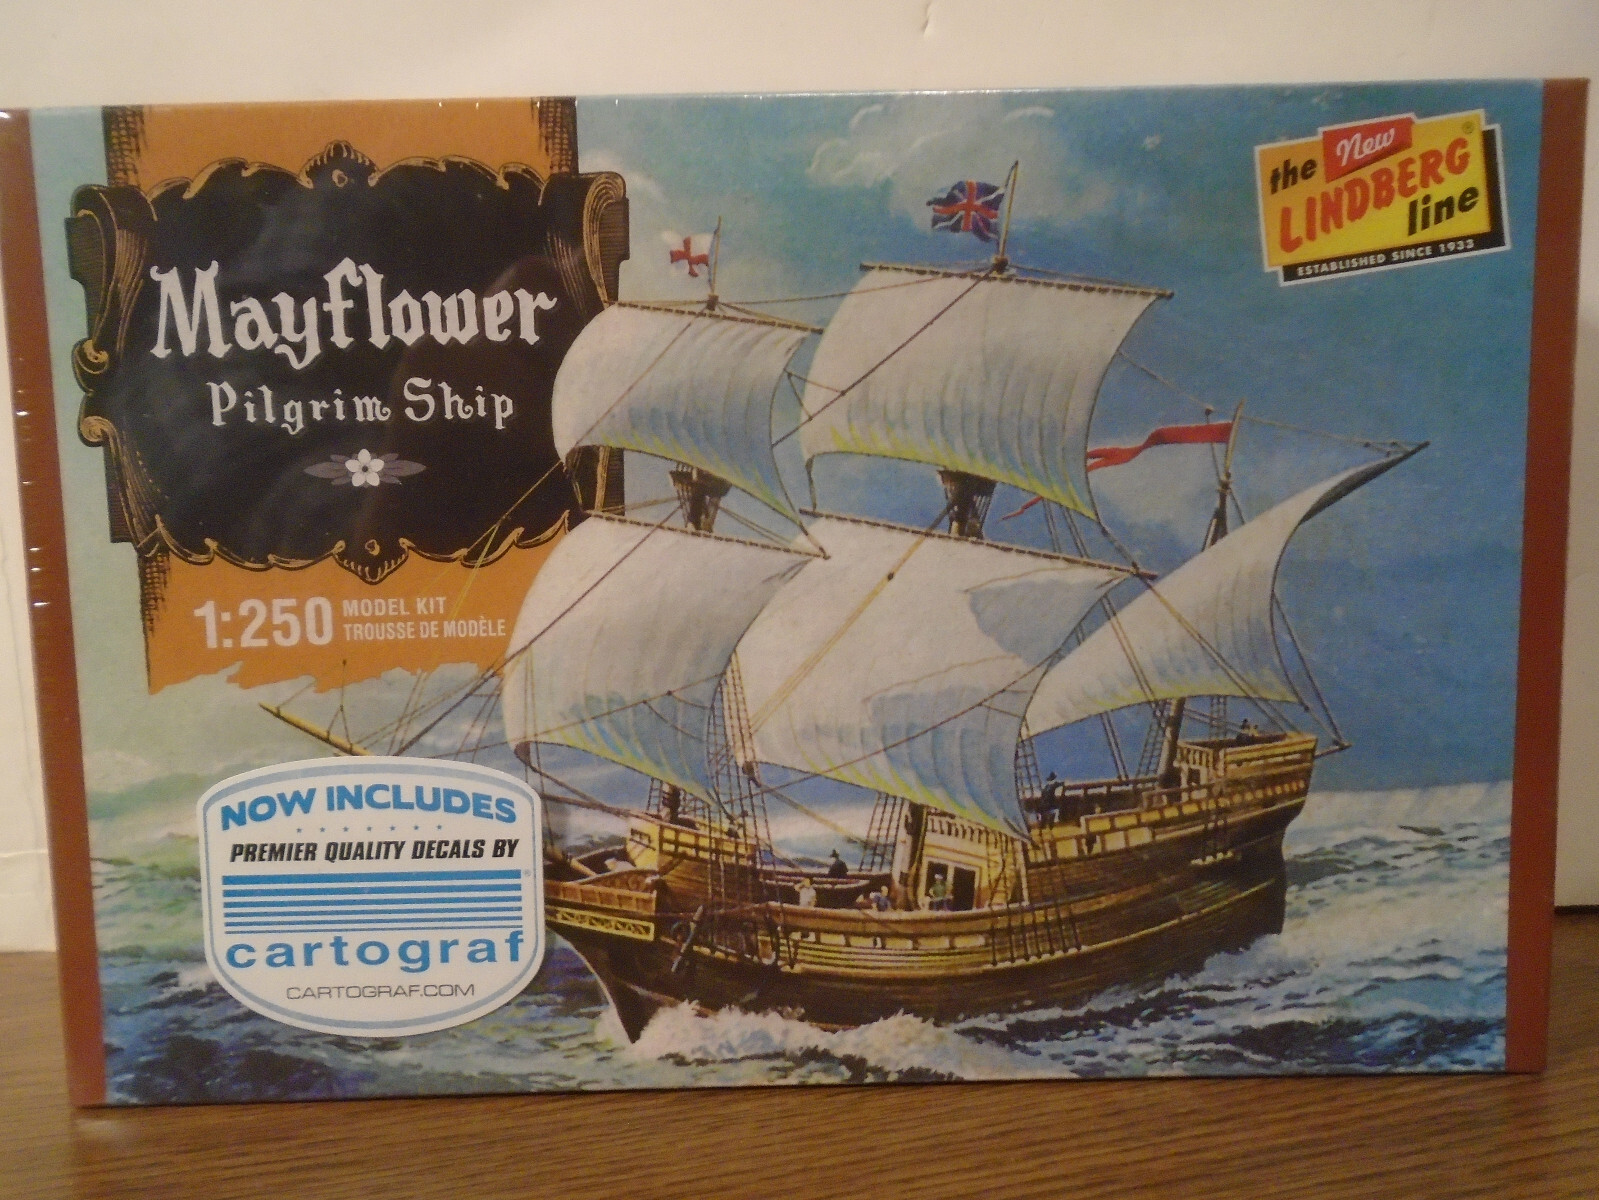 Mayflower
Pilgrim Ship
1:250 MODEL KIT
TROUSSE DE MODÈLE
the New
LINDBERG®
line
ESTABLISHED SINCE 1933
NOW INCLUDES
PREMIER QUALITY DECALS BY
cartograf
CARTOGRAF.COM